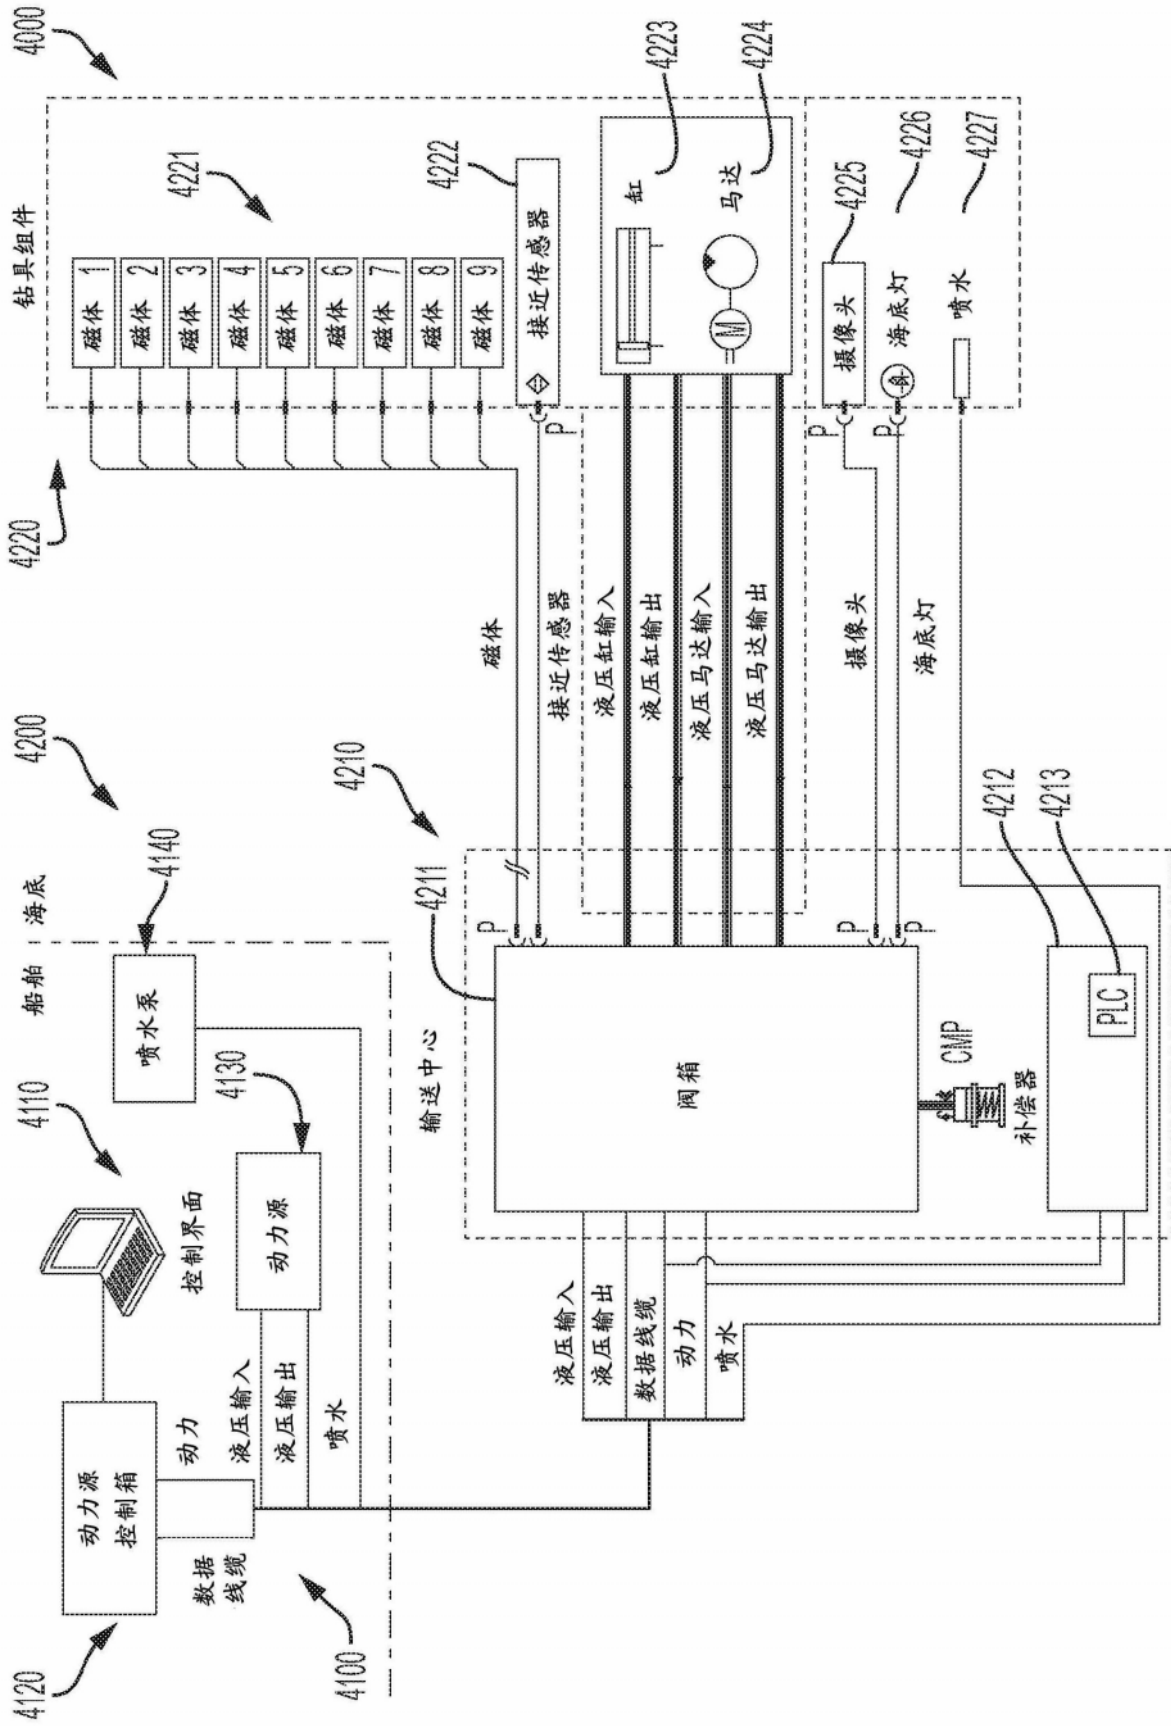 4000
4200
4220
钻具组件
4221
磁体 1
磁体 2
磁体 3
磁体 4
磁体 5
磁体 6
磁体 7
磁体 8
磁体 9
4222
接近传感器
P
缸
4223
马达
4224
摄像头
4225
P
海底灯
4226
P
喷水
4227
磁体
接近传感器
液压缸输入
液压缸输出
液压马达输入
液压马达输出
摄像头
海底灯
船舶
海底
4110
控制界面
4120
动力源
控制箱
数据
线缆
动力
液压输入
液压输出
喷水
4100
动力源
4130
喷水泵
4140
4210
输送中心
4211
阀箱
P
P
P
CMP
补偿器
4212
PLC
4213
液压输入
液压输出
数据线缆
动力
喷水
M